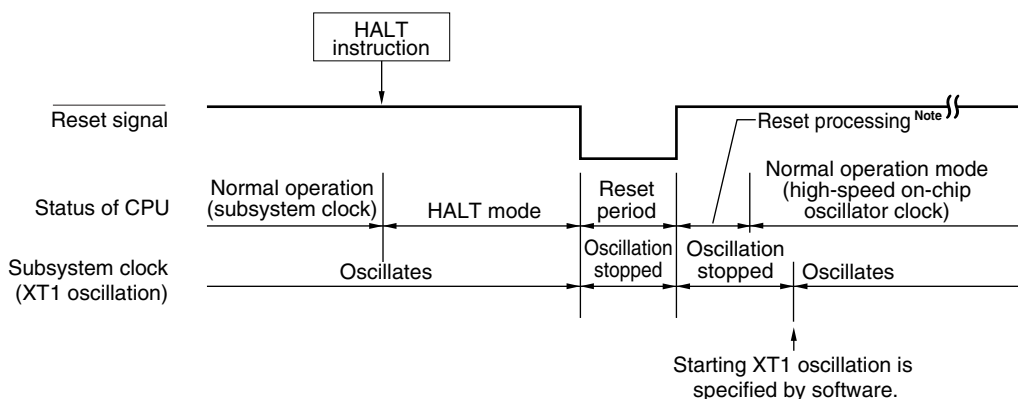 HALT
instruction
Reset signal
Reset processing Note
Status of CPU
Normal operation
(subsystem clock)
HALT mode
Reset
period
Normal operation mode
(high-speed on-chip
oscillator clock)
Subsystem clock
(XT1 oscillation)
Oscillates
Oscillation
stopped
Oscillation
stopped
Oscillates
Starting XT1 oscillation is
specified by software.